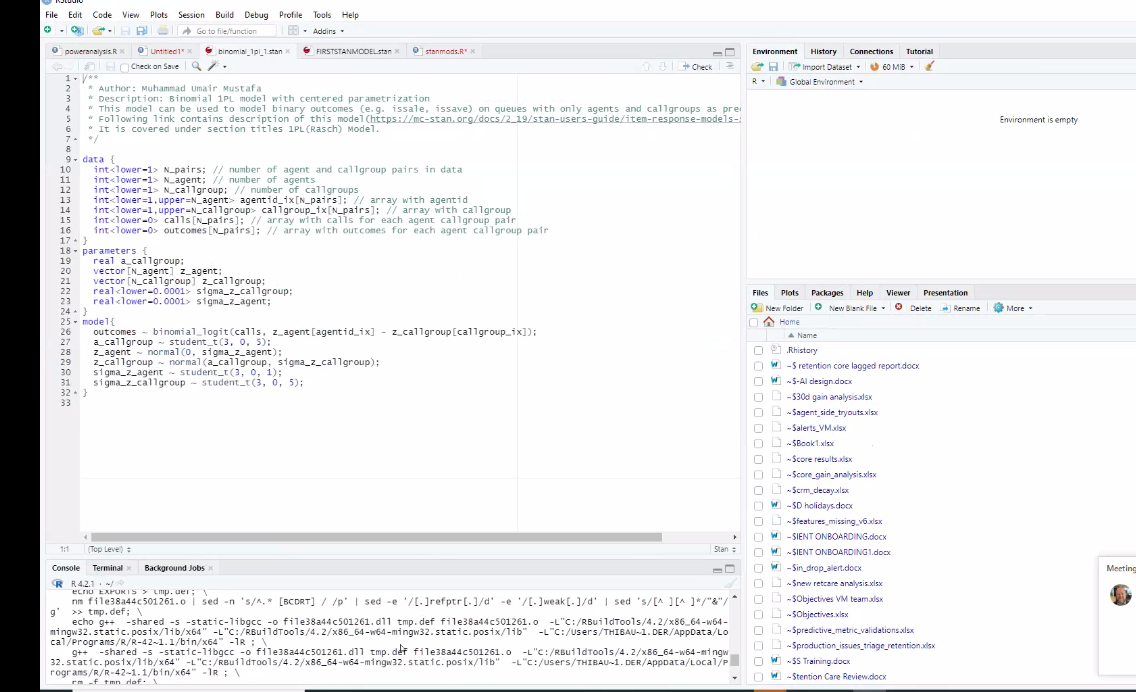 RStudio
File Edit Code View Plots Session Build Debug Profile Tools Help
Go to file/function
Addins
poweranalysis.R
Untitled1*
binomial_1pl_1.stan
FIRSTSTANMODEL.stan
stanmods.R*
Check on Save
Check
1 /**
2 * Author: Muhammad Umair Mustafa
3 * Description: Binomial 1PL model with centered parametrization
4 * This model can be used to model binary outcomes (e.g. issale, issave) on queues with only agents and callgroups as pre
5 * Following link contains description of this model(https://mc-stan.org/docs/2_19/stan-users-guide/item-response-models-
6 * It is covered under section titles 1PL(Rasch) Model.
7 */
8
9 data {
10 int<lower=1> N_pairs; // number of agent and callgroup pairs in data
11 int<lower=1> N_agent; // number of agents
12 int<lower=1> N_callgroup; // number of callgroups
13 int<lower=1,upper=N_agent> agentid_ix[N_pairs]; // array with agentid
14 int<lower=1,upper=N_callgroup> callgroup_ix[N_pairs]; // array with callgroup
15 int<lower=0> calls[N_pairs]; // array with calls for each agent callgroup pair
16 int<lower=0> outcomes[N_pairs]; // array with outcomes for each agent callgroup pair
17 }
18 parameters {
19 real a_callgroup;
20 vector[N_agent] z_agent;
21 vector[N_callgroup] z_callgroup;
22 real<lower=0.0001> sigma_z_callgroup;
23 real<lower=0.0001> sigma_z_agent;
24 }
25 model{
26 outcomes ~ binomial_logit(calls, z_agent[agentid_ix] - z_callgroup[callgroup_ix]);
27 a_callgroup ~ student_t(3, 0, 5);
28 z_agent ~ normal(0, sigma_z_agent);
29 z_callgroup ~ normal(a_callgroup, sigma_z_callgroup);
30 sigma_z_agent ~ student_t(3, 0, 1);
31 sigma_z_callgroup ~ student_t(3, 0, 5);
32 }
33
1:1 (Top Level) Stan
Console Terminal Background Jobs
R 4.2.1 · ~/
echo EXPORTS > tmp.def; \
nm file38a44c501261.o | sed -n 's/^.* [BCDRT] / /p' | sed -e '/[.]refptr[.]/d' -e '/[.]weak[.]/d' | sed 's/[^ ][^ ]*/"&"/
g' >> tmp.def; \
echo g++ -shared -s -static-libgcc -o file38a44c501261.dll tmp.def file38a44c501261.o -L"C:/RBuildTools/4.2/x86_64-w64-
mingw32.static.posix/lib/x64" -L"C:/RBuildTools/4.2/x86_64-w64-mingw32.static.posix/lib" -L"C:/Users/THIBAU~1.DER/AppData/Lo
cal/Programs/R/R-42~1.1/bin/x64" -lR ; \
g++ -shared -s -static-libgcc -o file38a44c501261.dll tmp.def file38a44c501261.o -L"C:/RBuildTools/4.2/x86_64-w64-mingw
32.static.posix/lib/x64" -L"C:/RBuildTools/4.2/x86_64-w64-mingw32.static.posix/lib" -L"C:/Users/THIBAU~1.DER/AppData/Local/P
rograms/R/R-42~1.1/bin/x64" -lR ; \
rm -f tmp.def; \
Environment History Connections Tutorial
Import Dataset 60 MiB
R Global Environment
Environment is empty
Files Plots Packages Help Viewer Presentation
New Folder New Blank File Delete Rename More
Home
Name
.Rhistory
~$ retention core lagged report.docx
~$-AI design.docx
~$30d gain analysis.xlsx
~$agent_side_tryouts.xlsx
~$alerts_VM.xlsx
~$Book1.xlsx
~$core results.xlsx
~$core_gain_analysis.xlsx
~$crm_decay.xlsx
~$D holidays.docx
~$features_missing_v6.xlsx
~$IENT ONBOARDING.docx
~$IENT ONBOARDING1.docx
~$in_drop_alert.docx
~$new retcare analysis.xlsx
~$Objectives VM team.xlsx
~$Objectives.xlsx
~$predictive_metric_validations.xlsx
~$production_issues_triage_retention.xlsx
~$S Training.docx
~$tention Care Review.docx
Meeting